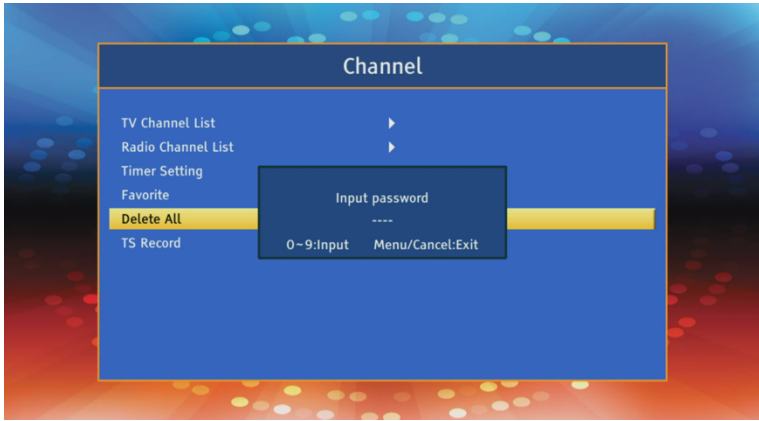 Channel
TV Channel List
Radio Channel List
Timer Setting
Favorite
Delete All
TS Record
Input password
----
0~9:Input Menu/Cancel:Exit